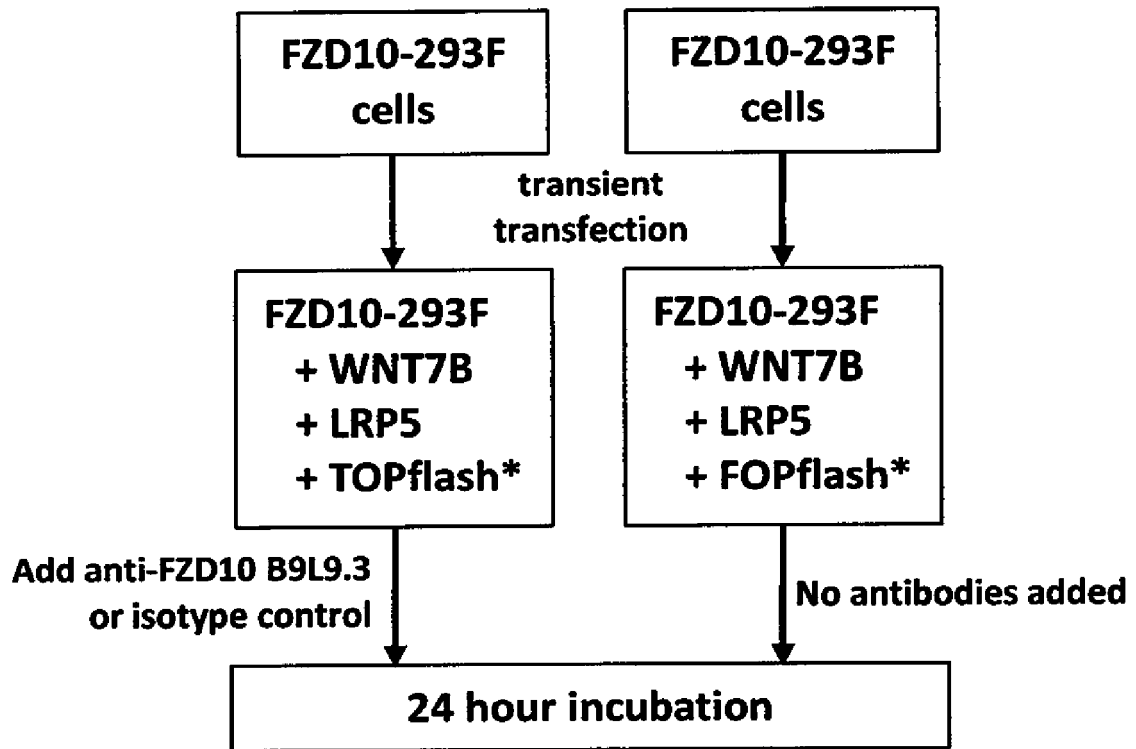 FZD10-293F
cells
FZD10-293F
cells
transient
transfection
FZD10-293F
+ WNT7B
+ LRP5
+ TOPflash*
FZD10-293F
+ WNT7B
+ LRP5
+ FOPflash*
Add anti-FZD10 B9L9.3
or isotype control
No antibodies added
24 hour incubation